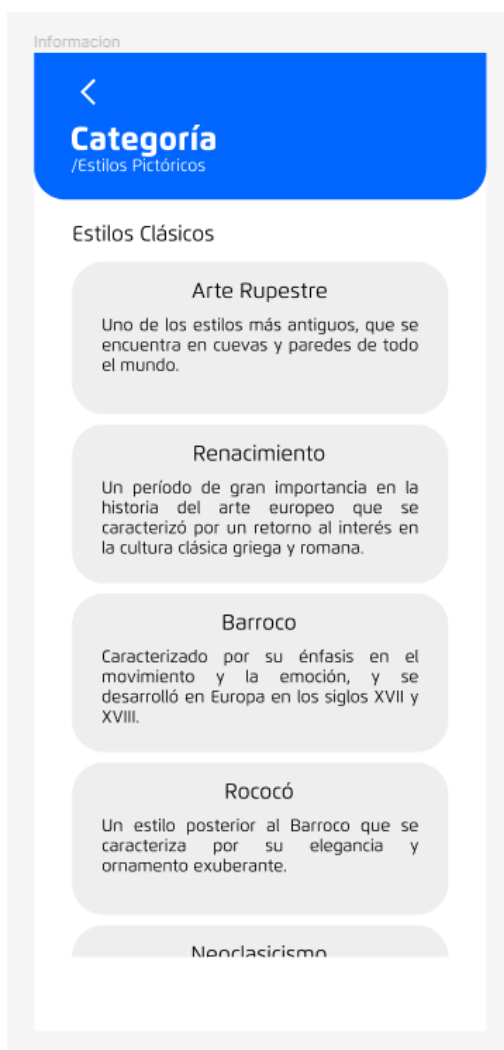 Informacion
Categoría
/Estilos Pictóricos
Estilos Clásicos
Arte Rupestre
Uno de los estilos más antiguos, que se
encuentra en cuevas y paredes de todo
el mundo.
Renacimiento
Un período de gran importancia en la
historia del arte europeo que se
caracterizó por un retorno al interés en
la cultura clásica griega y romana.
Barroco
Caracterizado por su énfasis en el
movimiento y la emoción, y se
desarrolló en Europa en los siglos XVII y
XVIII.
Rococó
Un estilo posterior al Barroco que se
caracteriza por su elegancia y
ornamento exuberante.
Neoclasicismo